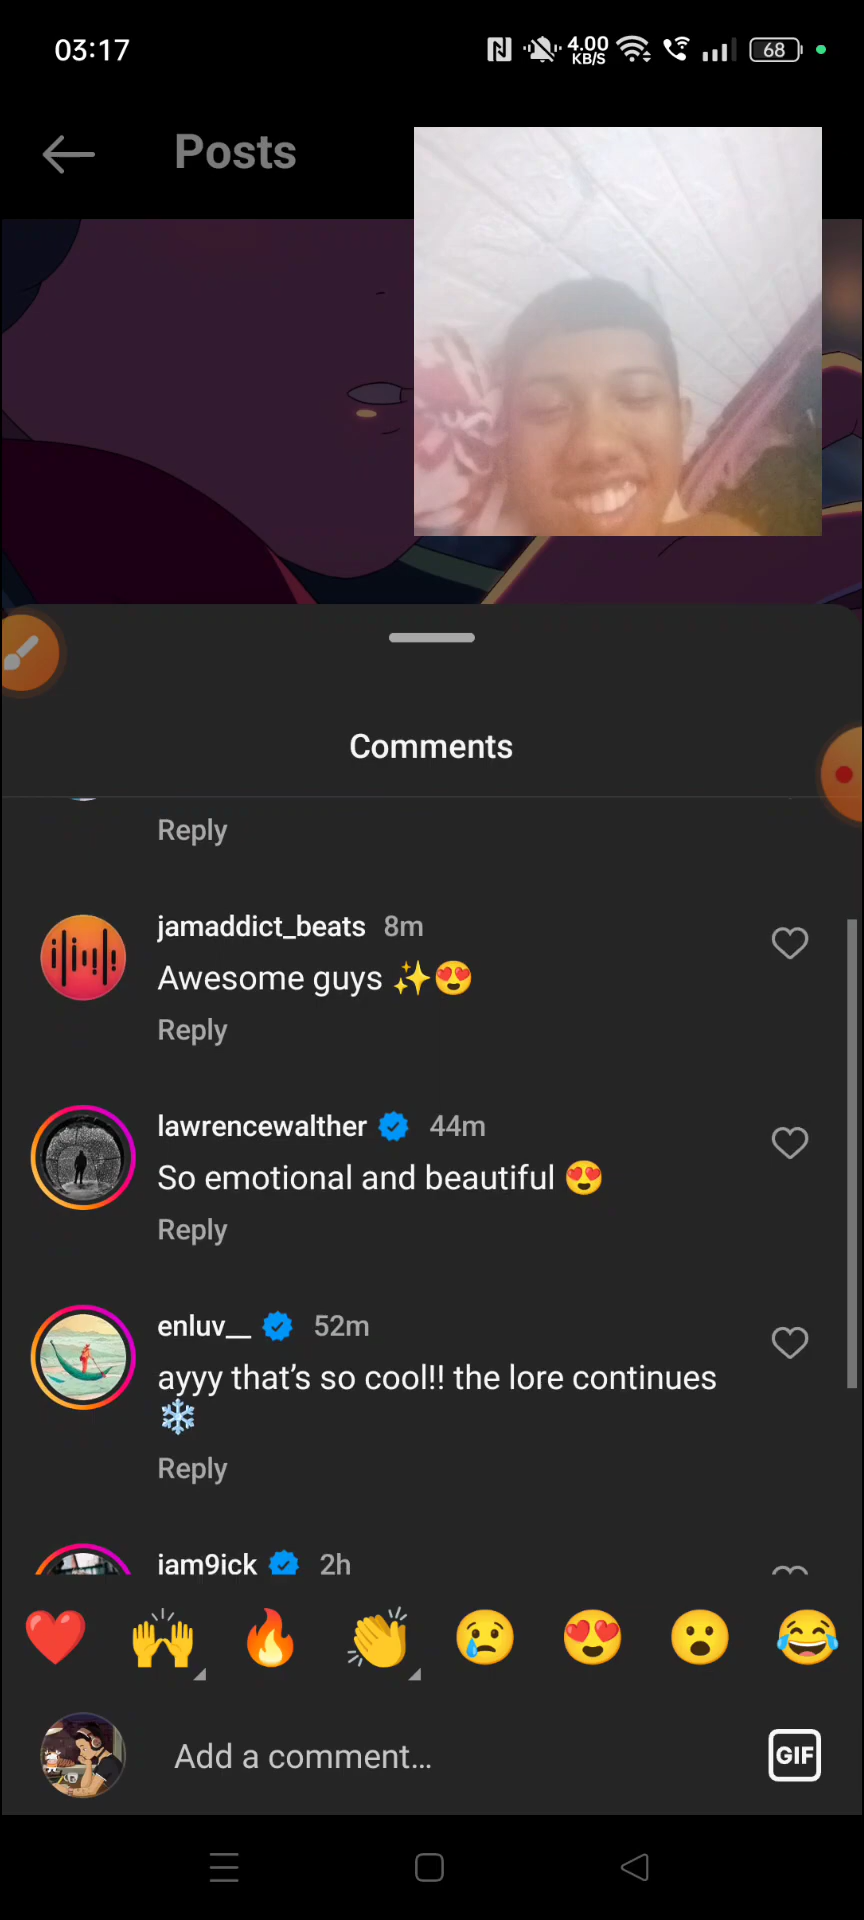 03:17
4.00
KB/S
68
Posts
Comments
Reply
jamaddict_beats 8m
Awesome guys ✨😍
Reply
lawrencewalther 44m
So emotional and beautiful 😍
Reply
enluv__ 52m
ayyy that’s so cool!! the lore continues
❄️
Reply
iam9ick 2h
Add a comment...
GIF